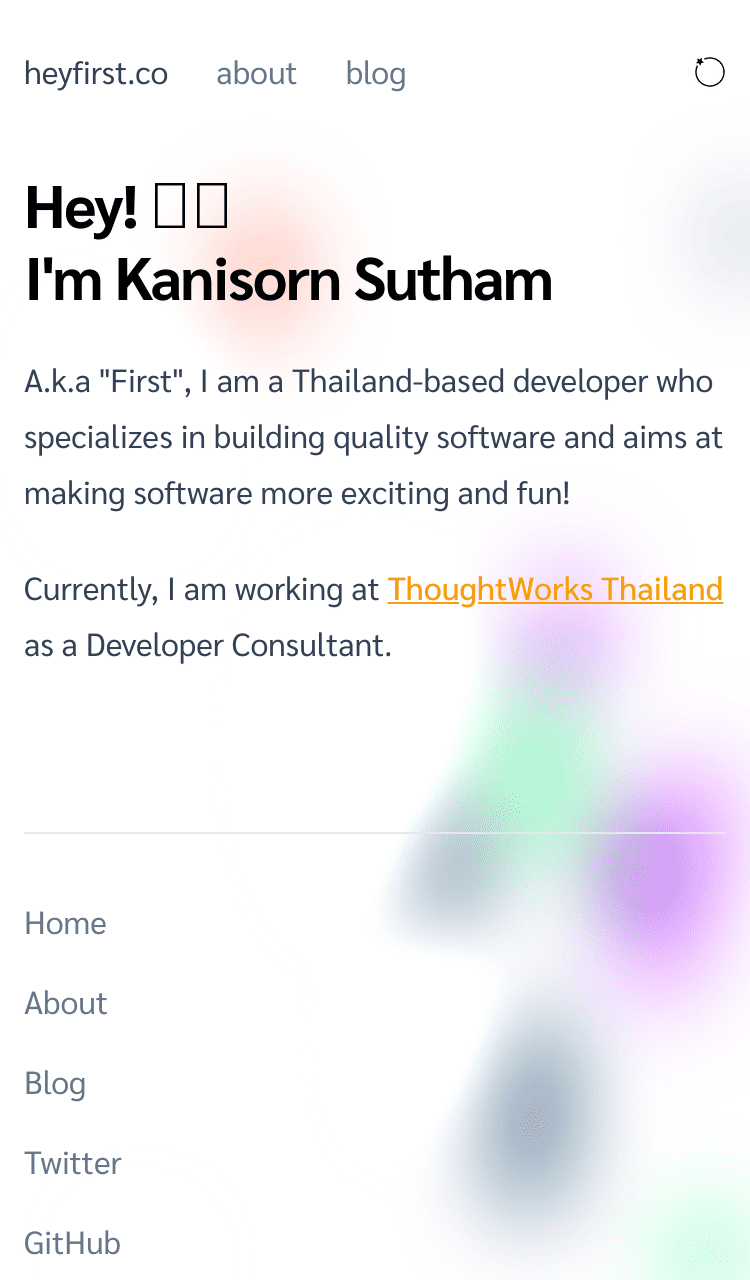 heyfirst.co about blog
Hey!
I'm Kanisorn Sutham
A.k.a "First", I am a Thailand-based developer who
specializes in building quality software and aims at
making software more exciting and fun!
Currently, I am working at ThoughtWorks Thailand
as a Developer Consultant.
Home
About
Blog
Twitter
GitHub